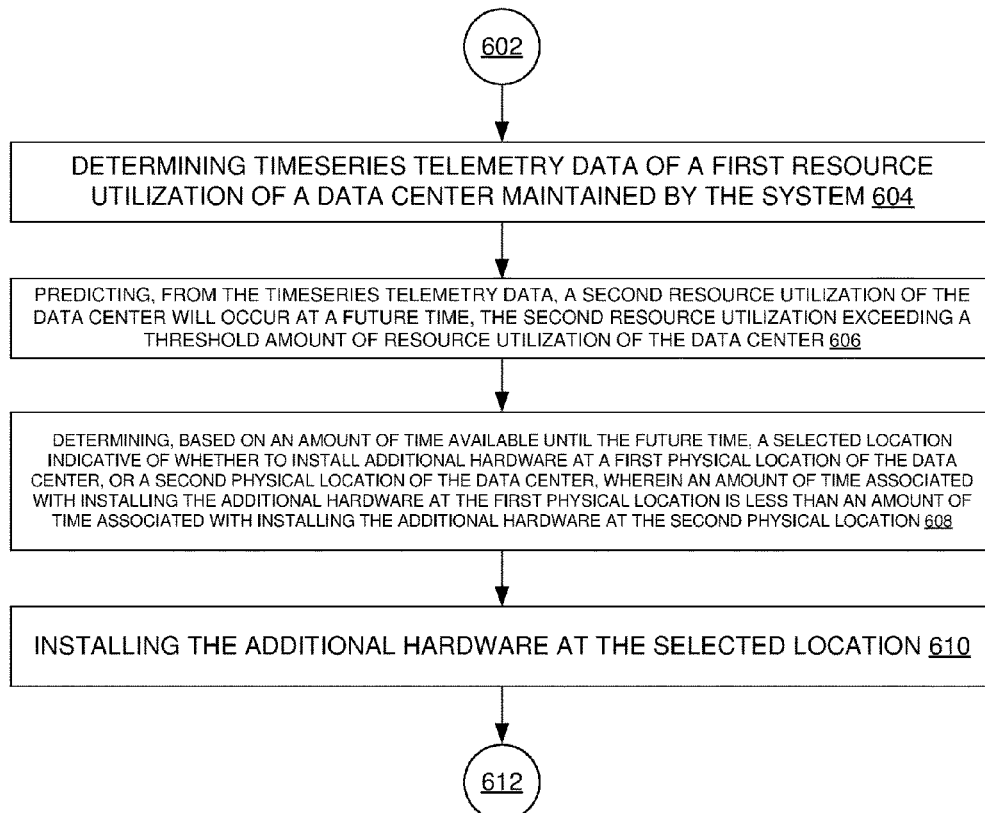 602
DETERMINING TIMESERIES TELEMETRY DATA OF A FIRST RESOURCE
UTILIZATION OF A DATA CENTER MAINTAINED BY THE SYSTEM 604
PREDICTING, FROM THE TIMESERIES TELEMETRY DATA, A SECOND RESOURCE UTILIZATION OF THE
DATA CENTER WILL OCCUR AT A FUTURE TIME, THE SECOND RESOURCE UTILIZATION EXCEEDING A
THRESHOLD AMOUNT OF RESOURCE UTILIZATION OF THE DATA CENTER 606
DETERMINING, BASED ON AN AMOUNT OF TIME AVAILABLE UNTIL THE FUTURE TIME, A SELECTED LOCATION
INDICATIVE OF WHETHER TO INSTALL ADDITIONAL HARDWARE AT A FIRST PHYSICAL LOCATION OF THE DATA
CENTER, OR A SECOND PHYSICAL LOCATION OF THE DATA CENTER, WHEREIN AN AMOUNT OF TIME ASSOCIATED
WITH INSTALLING THE ADDITIONAL HARDWARE AT THE FIRST PHYSICAL LOCATION IS LESS THAN AN AMOUNT OF
TIME ASSOCIATED WITH INSTALLING THE ADDITIONAL HARDWARE AT THE SECOND PHYSICAL LOCATION 608
INSTALLING THE ADDITIONAL HARDWARE AT THE SELECTED LOCATION 610
612